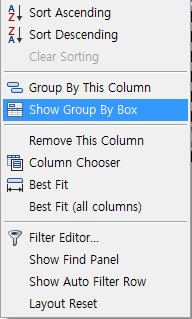 Sort Ascending
Sort Descending
Clear Sorting
Group By This Column
Show Group By Box
Remove This Column
Column Chooser
Best Fit
Best Fit (all columns)
Filter Editor...
Show Find Panel
Show Auto Filter Row
Layout Reset